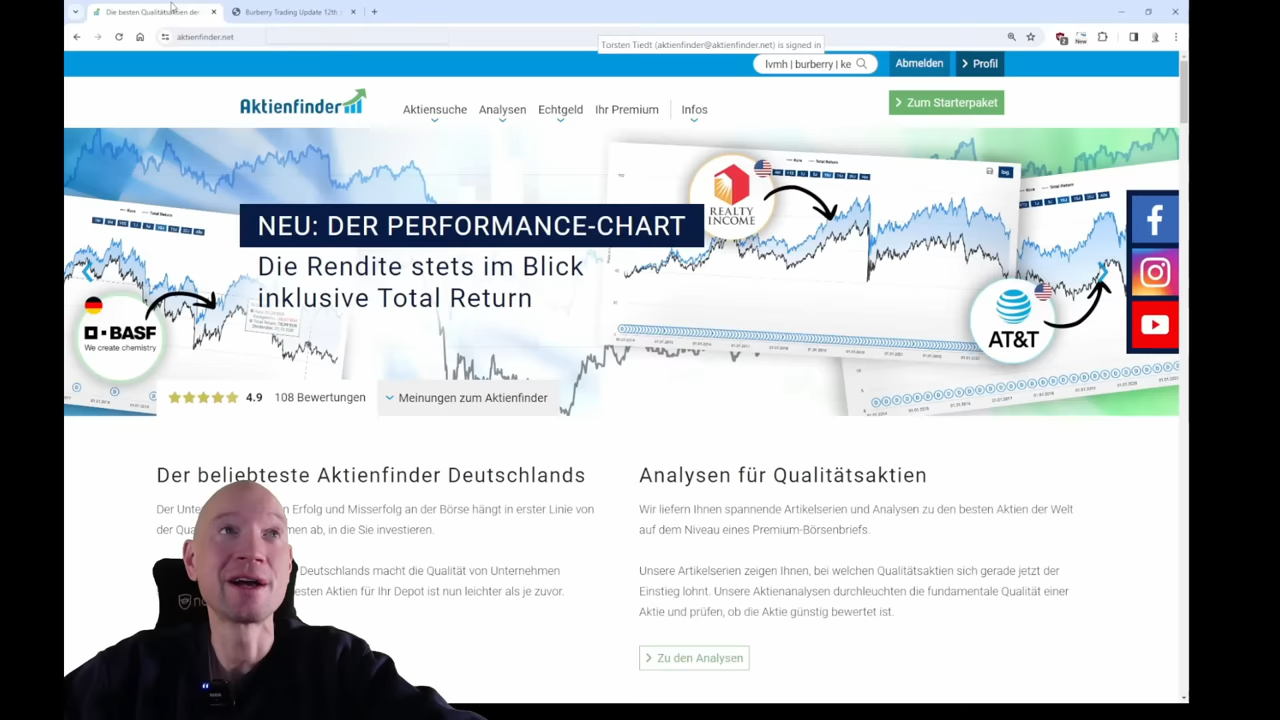 Die besten Qualitätsaktien der
Burberry Trading Update 12th
aktienfinder.net
Torsten Tiedt (aktienfinder@aktienfinder.net) is signed in
New
lvmh | burberry | ke
Abmelden
Profil
Aktienfinder
Aktiensuche
Analysen
Echtgeld
Ihr Premium
Infos
Zum Starterpaket
NEU: DER PERFORMANCE-CHART
Die Rendite stets im Blick
inklusive Total Return
REALTY
INCOME
log.
BASF
We create chemistry
AT&T
4.9
108 Bewertungen
Meinungen zum Aktienfinder
Der beliebteste Aktienfinder Deutschlands
Der Unte
Erfolg und Misserfolg an der Börse hängt in erster Linie von
der Qua
men ab, in die Sie investieren.
Deutschlands macht die Qualität von Unternehmen
esten Aktien für Ihr Depot ist nun leichter als je zuvor.
Analysen für Qualitätsaktien
Wir liefern Ihnen spannende Artikelserien und Analysen zu den besten Aktien der Welt
auf dem Niveau eines Premium-Börsenbriefs.
Unsere Artikelserien zeigen Ihnen, bei welchen Qualitätsaktien sich gerade jetzt der
Einstieg lohnt. Unsere Aktienanalysen durchleuchten die fundamentale Qualität einer
Aktie und prüfen, ob die Aktie günstig bewertet ist.
Zu den Analysen